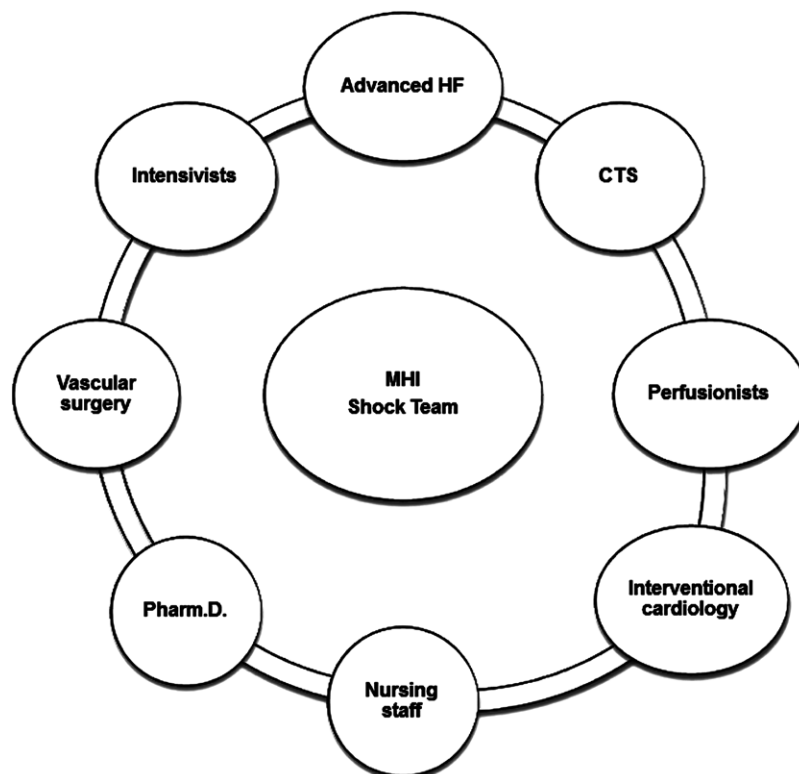 Advanced HF
Intensivists
CTS
Vascular
surgery
MHI
Shock Team
Perfusionists
Pharm.D.
Interventional
cardiology
Nursing
staff